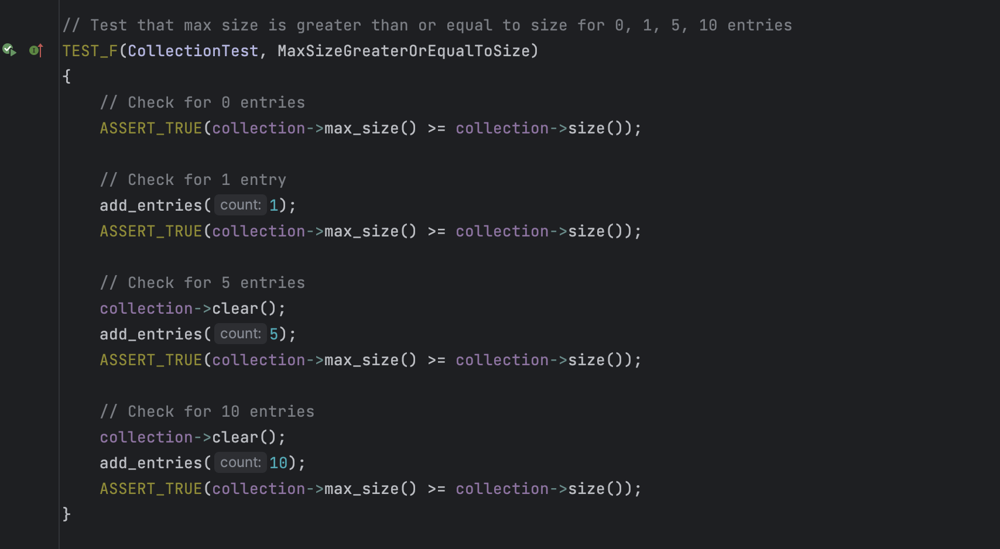 // Test that max size is greater than or equal to size for 0, 1, 5, 10 entries
TEST_F(CollectionTest, MaxSizeGreaterOrEqualToSize)
{
    // Check for 0 entries
    ASSERT_TRUE(collection->max_size() >= collection->size());

    // Check for 1 entry
    add_entries( count: 1);
    ASSERT_TRUE(collection->max_size() >= collection->size());

    // Check for 5 entries
    collection->clear();
    add_entries( count: 5);
    ASSERT_TRUE(collection->max_size() >= collection->size());

    // Check for 10 entries
    collection->clear();
    add_entries( count: 10);
    ASSERT_TRUE(collection->max_size() >= collection->size());
}